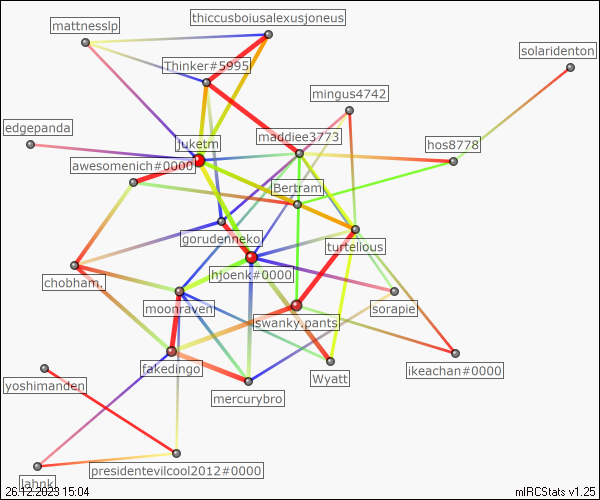 thiccusboiusalexusjoneus
mattnesslp
solaridenton
Thinker#5995
mingus4742
edgepanda
maddiee3773
juketm
hos8778
awesomenich#0000
Bertram
gorudenneko
turtelious
hjoenk#0000
chobham.
moonraven
sorapie
swanky.pants
fakedingo
Wyatt
ikeachan#0000
yoshimanden
mercurybro
presidentevilcool2012#0000
lahnk
26.12.2023 15:04
mIRCStats v1.25